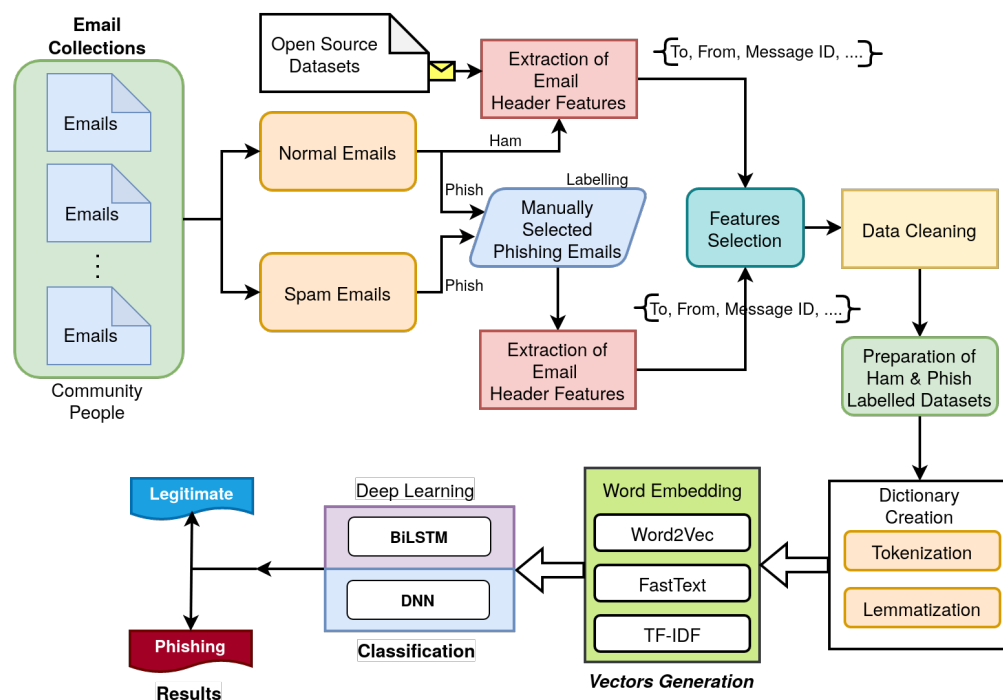 Email
Collections
Emails
Emails
Emails
Community
People
Open Source
Datasets
Normal Emails
Spam Emails
Ham
Phish
Phish
Extraction of
Email
Header Features
{To, From, Message ID, ....}
Labelling
Manually
Selected
Phishing Emails
Extraction of
Email
Header Features
{To, From, Message ID, ....}
Features
Selection
Data Cleaning
Preparation of
Ham & Phish
Labelled Datasets
Dictionary
Creation
Tokenization
Lemmatization
Word Embedding
Word2Vec
FastText
TF-IDF
Vectors Generation
Deep Learning
BiLSTM
DNN
Classification
Legitimate
Phishing
Results